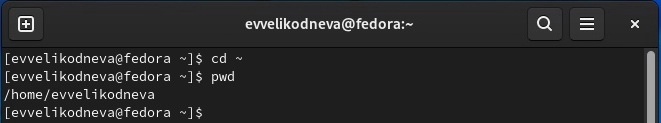 evvelikodneva@fedora:~
[evvelikodneva@fedora ~]$ cd ~
[evvelikodneva@fedora ~]$ pwd
/home/evvelikodneva
[evvelikodneva@fedora ~]$